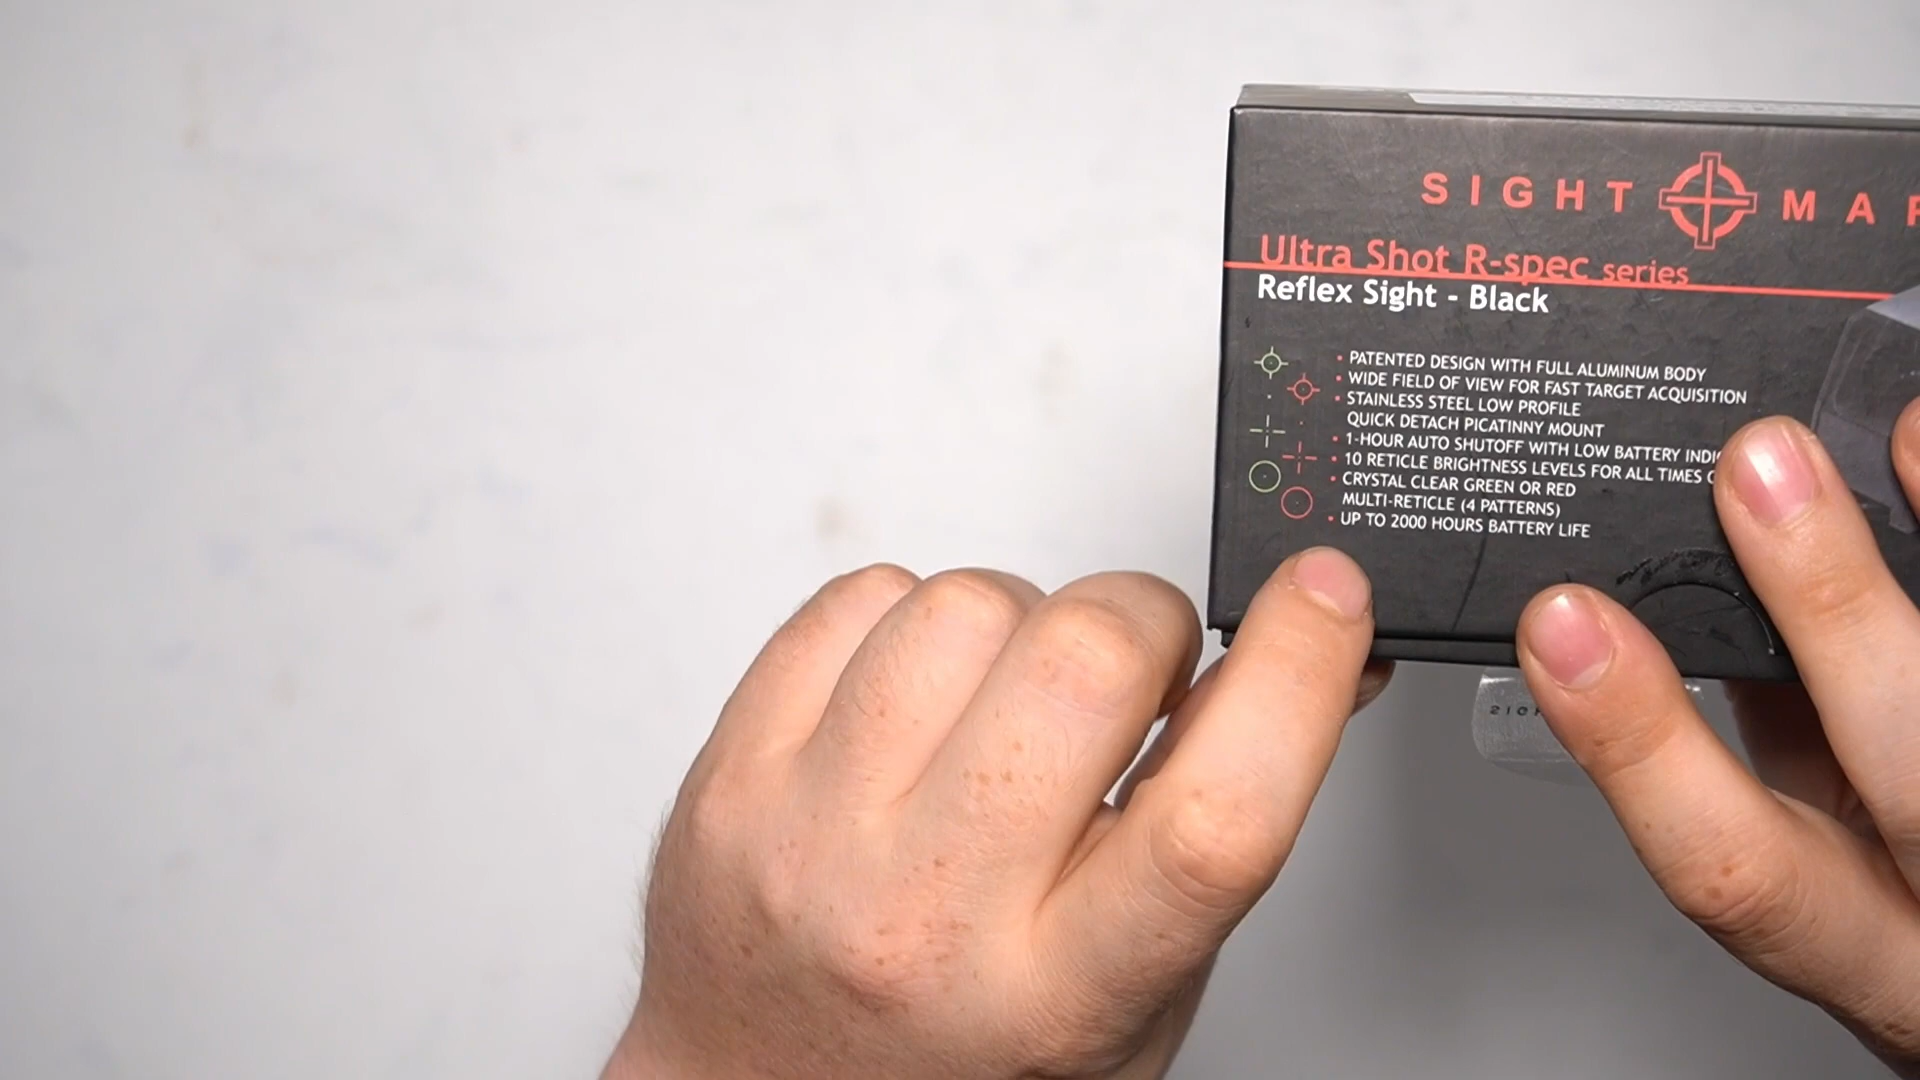 SIGHT MAR
Ultra Shot R-spec series
Reflex Sight - Black
• PATENTED DESIGN WITH FULL ALUMINUM BODY
• WIDE FIELD OF VIEW FOR FAST TARGET ACQUISITION
• STAINLESS STEEL LOW PROFILE
QUICK DETACH PICATINNY MOUNT
• 1-HOUR AUTO SHUTOFF WITH LOW BATTERY
• 10 RETICLE BRIGHTNESS LEVELS FOR ALL TIMES
• CRYSTAL CLEAR GREEN OR RED
MULTI-RETICLE (4 PATTERNS)
• UP TO 2000 HOURS BATTERY LIFE